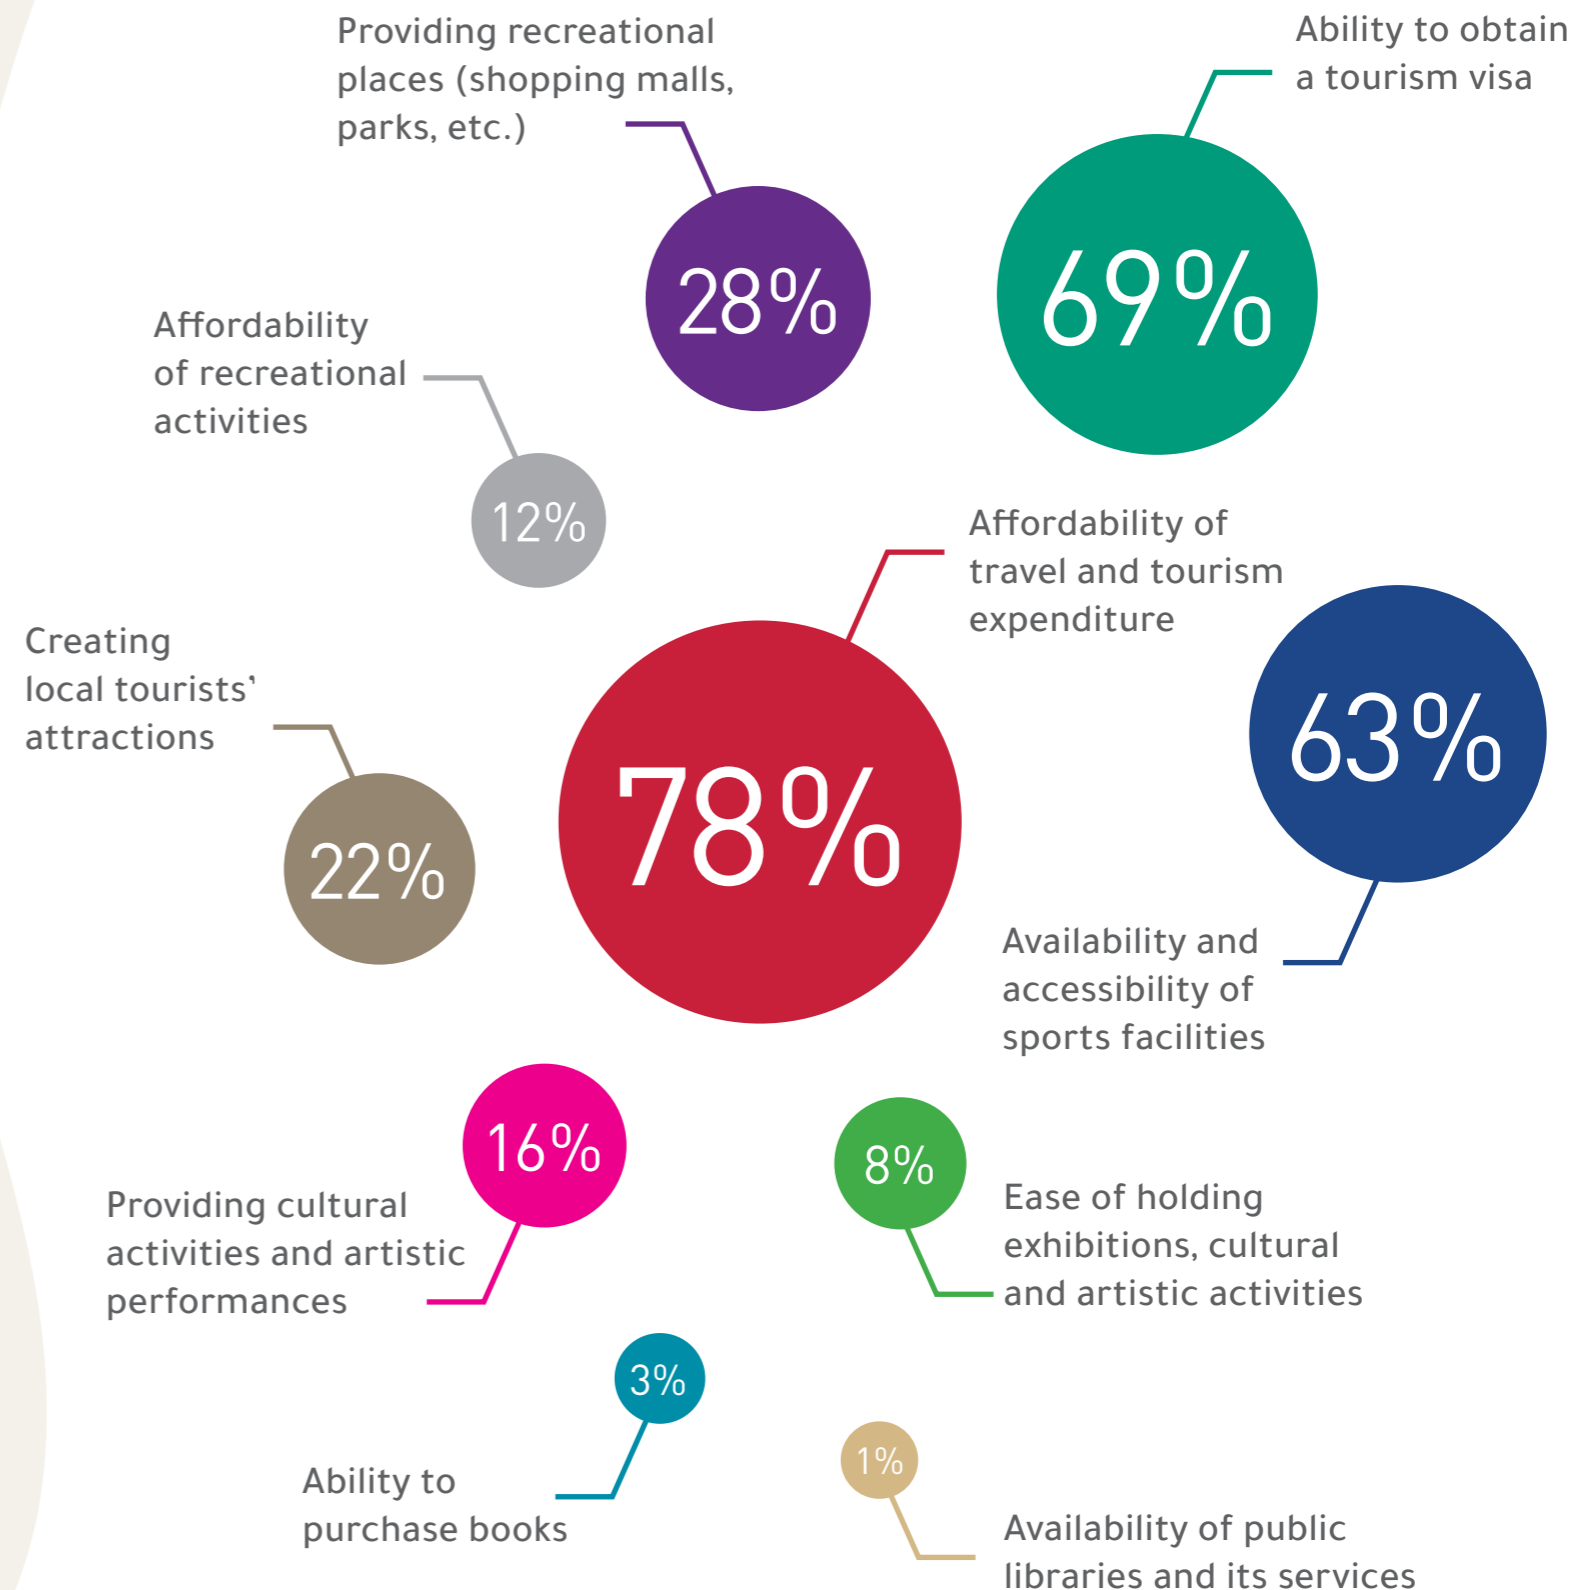 Providing recreational
places (shopping malls,
parks, etc.)
28%
Ability to obtain
a tourism visa
69%
Affordability
of recreational
activities
12%
Affordability of
travel and tourism
expenditure
78%
63%
Availability and
accessibility of
sports facilities
Creating
local tourists'
attractions
22%
16%
Providing cultural
activities and artistic
performances
8%
Ease of holding
exhibitions, cultural
and artistic activities
3%
Ability to
purchase books
1%
Availability of public
libraries and its services